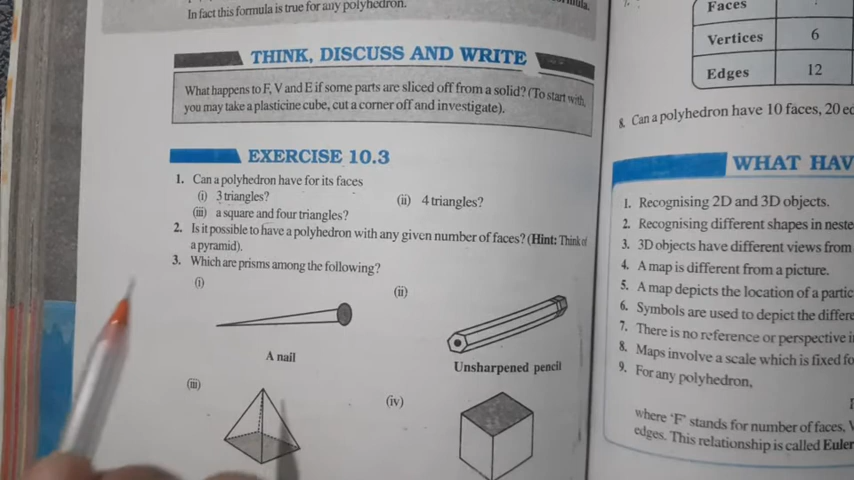 In fact this formula is true for any polyhedron.
THINK, DISCUSS AND WRITE
What happens to F, V and E if some parts are sliced off from a solid? (To start with,
you may take a plasticine cube, cut a corner off and investigate).
EXERCISE 10.3
1. Can a polyhedron have for its faces
(i) 3 triangles? (ii) 4 triangles?
(iii) a square and four triangles?
2. Is it possible to have a polyhedron with any given number of faces? (Hint: Think of
a pyramid).
3. Which are prisms among the following?
(i) (ii)
A nail
Unsharpened pencil
(iii) (iv)
Faces
Vertices 6
Edges 12
8. Can a polyhedron have 10 faces, 20
WHAT HAV
1. Recognising 2D and 3D objects.
2. Recognising different shapes in neste
3. 3D objects have different views from
4. A map is different from a picture.
5. A map depicts the location of a partic
6. Symbols are used to depict the differe
7. There is no reference or perspective i
8. Maps involve a scale which is fixed fo
9. For any polyhedron,
where 'F' stands for number of faces, V
edges. This relationship is called Euler